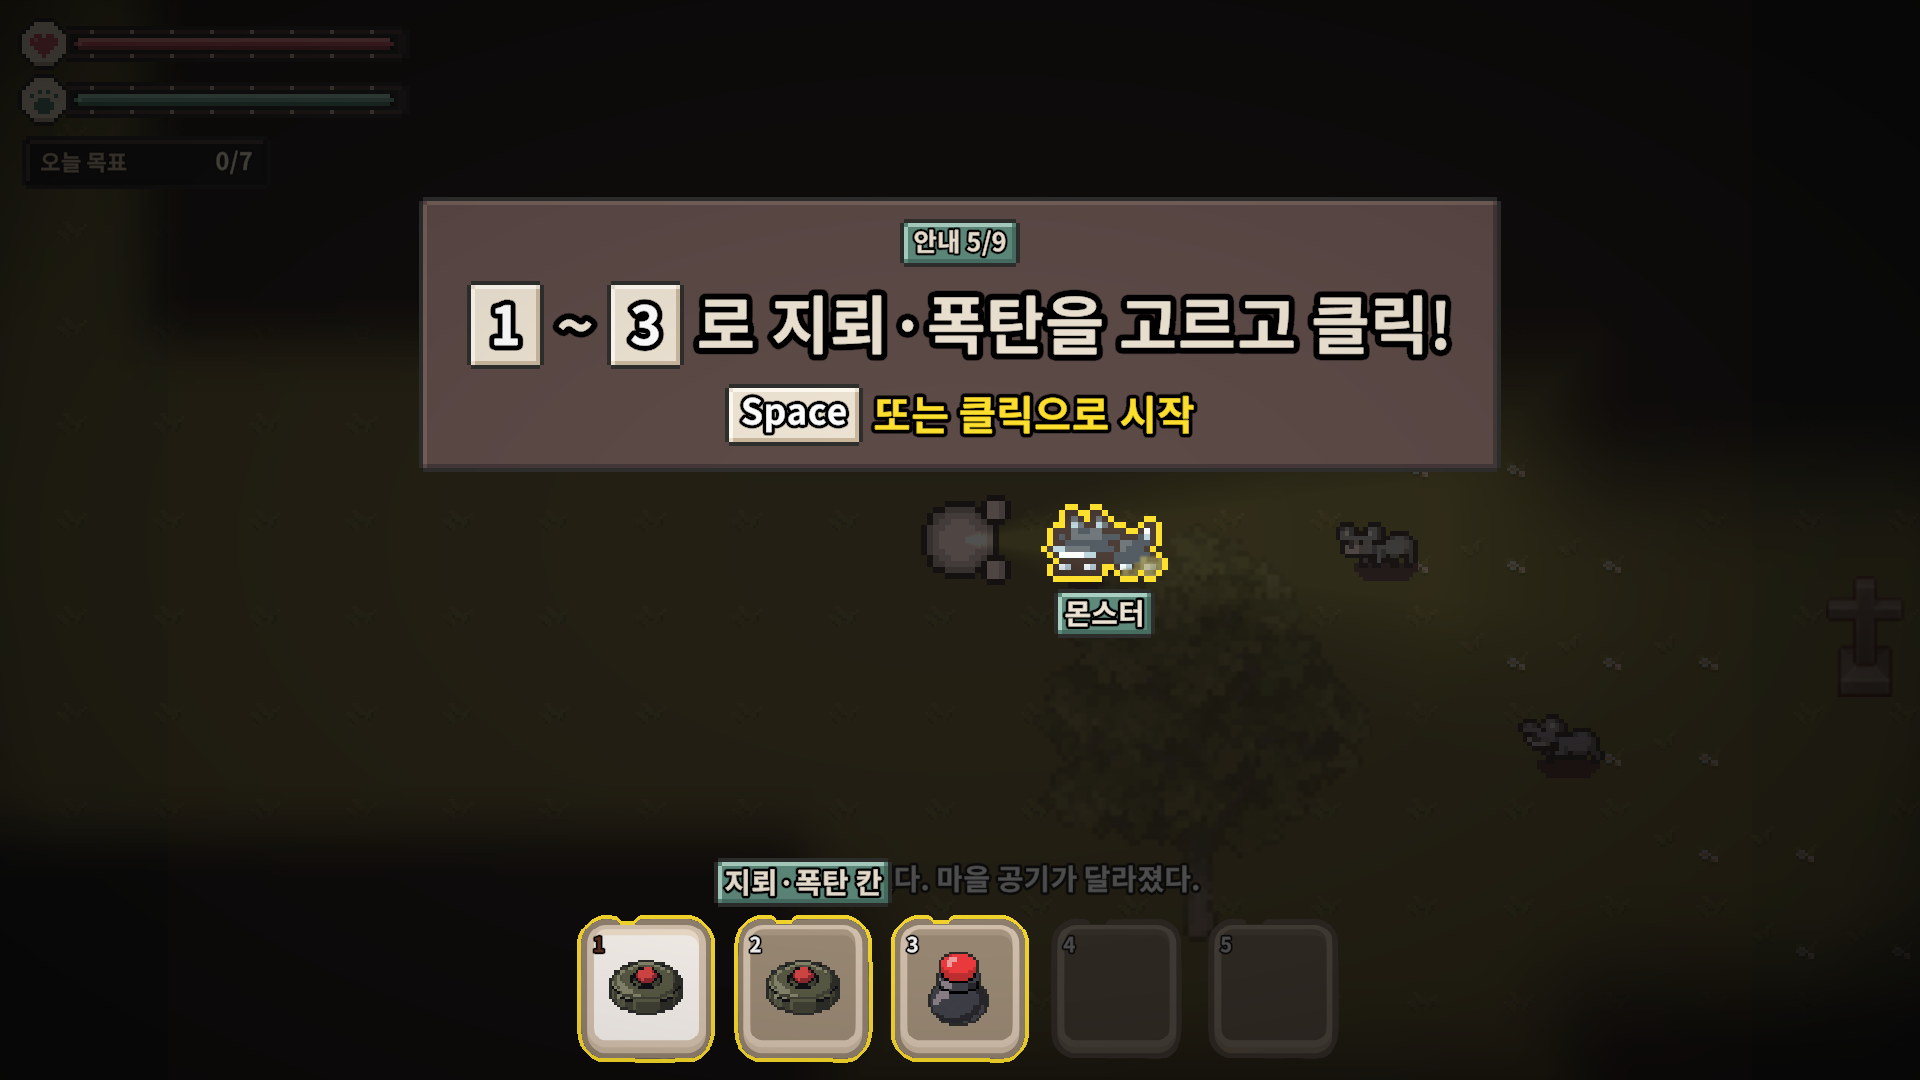 오늘 목표 0/7
안내 5/9
1 ~ 3 로 지뢰·폭탄을 고르고 클릭!
Space 또는 클릭으로 시작
몬스터
지뢰·폭탄 칸 다. 마을 공기가 달라졌다.
1 2 3 4 5